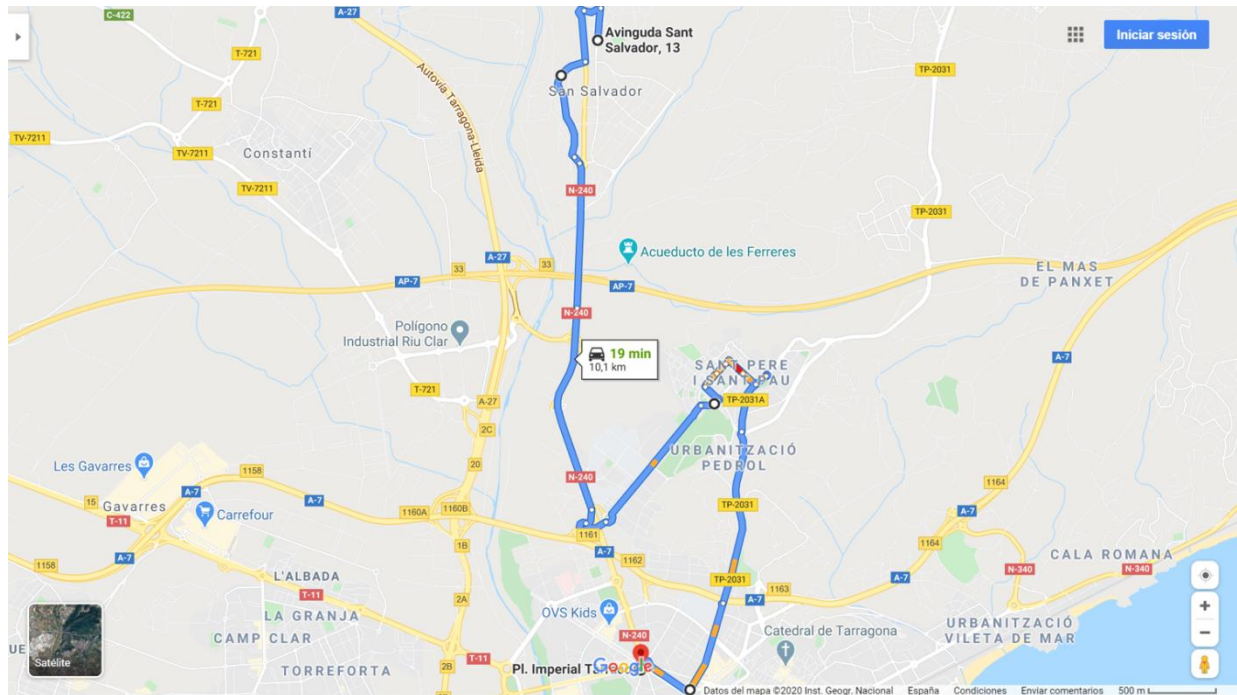 C-422
A-27
Avinguda Sant
Salvador, 13
Iniciar sesión
T-721
TP-2031
Autovía Tarragona-Lleida
San Salvador
T-721
TV-7211
TV-7211
Constantí
TV-7211
N-240
TP-2031
Acueducto de les Ferreres
A-27
33
33
EL MAS
DE PANXET
AP-7
AP-7
N-240
Polígono
Industrial Riu Clar
19 min
10,1 km
SANT PERE
I SANT PAU
A-7
T-721
A-27
TP-2031A
2C
URBANITZACIÓ
PEDROL
Les Gavarres
1158
20
N-240
1164
A-7
15
Gavarres
A-7
A-7
1160A
1160B
TP-2031
T-11
Carrefour
A-7
1161
1B
A-7
1162
1164
CALA ROMANA
A-7
1158
N-340
N-340
L'ALBADA
TP-2031
1163
A-7
A-7
T-11
2A
LA GRANJA
OVS Kids
CAMP CLAR
N-240
Catedral de Tarragona
URBANITZACIÓ
VILETA DE MAR
T-11
Satélite
TORREFORTA
2B
Pl. Imperial
Google
Datos del mapa ©2020 Inst. Geogr. Nacional España Condiciones Enviar comentarios 500 m